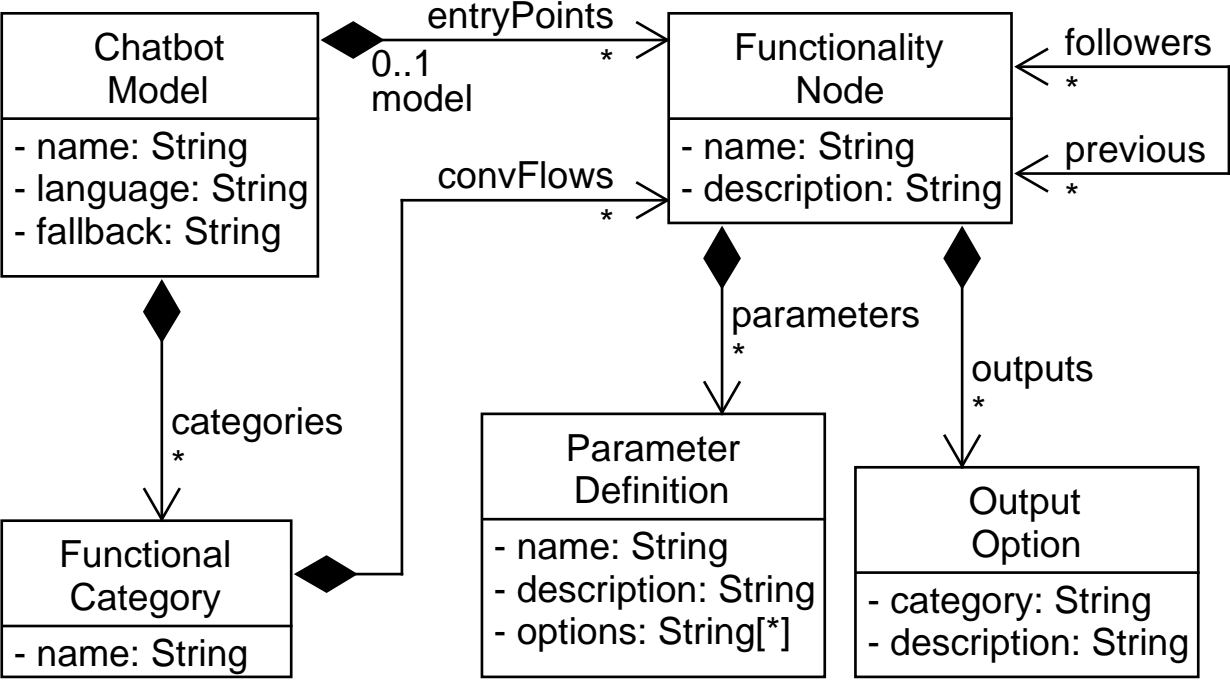 Chatbot
Model
- name: String
- language: String
- fallback: String
entryPoints
*
0..1
model
Functionality
Node
- name: String
- description: String
followers
*
previous
*
convFlows
*
categories
*
parameters
*
outputs
*
Functional
Category
- name: String
Parameter
Definition
- name: String
- description: String
- options: String[*]
Output
Option
- category: String
- description: String